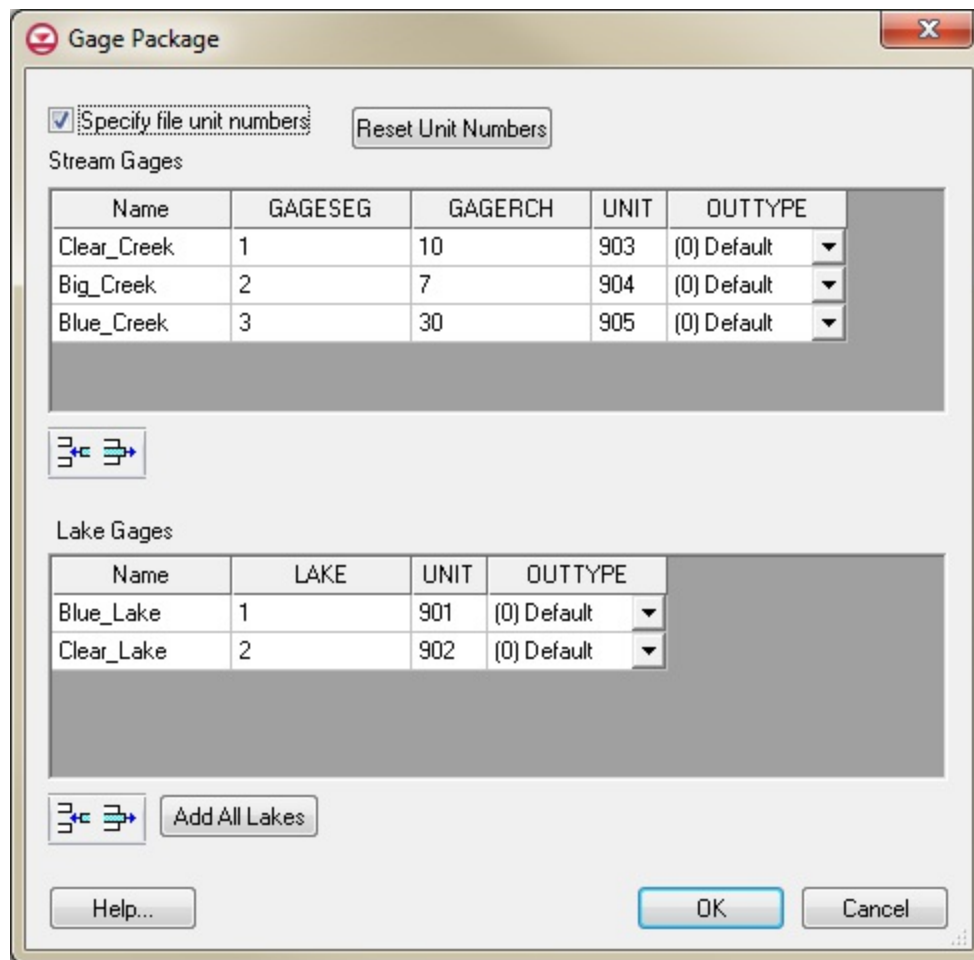 Gage Package
Specify file unit numbers Reset Unit Numbers
Stream Gages
Name GAGESEG GAGERCH UNIT OUTTYPE
Clear_Creek 1 10 903 (0) Default
Big_Creek 2 7 904 (0) Default
Blue_Creek 3 30 905 (0) Default
Lake Gages
Name LAKE UNIT OUTTYPE
Blue_Lake 1 901 (0) Default
Clear_Lake 2 902 (0) Default
Add All Lakes
Help... OK Cancel